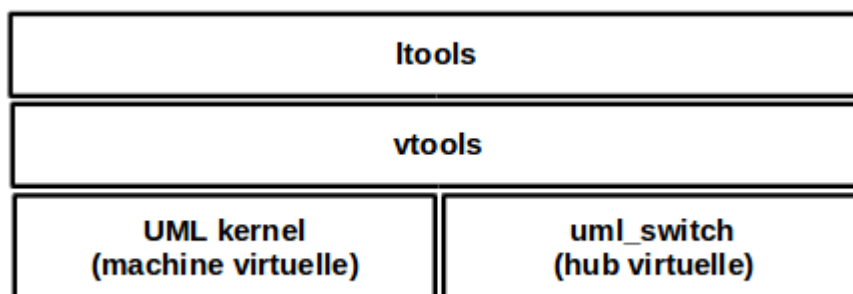 ltools
vtools
UML kernel
(machine virtuelle)
uml_switch
(hub virtuelle)